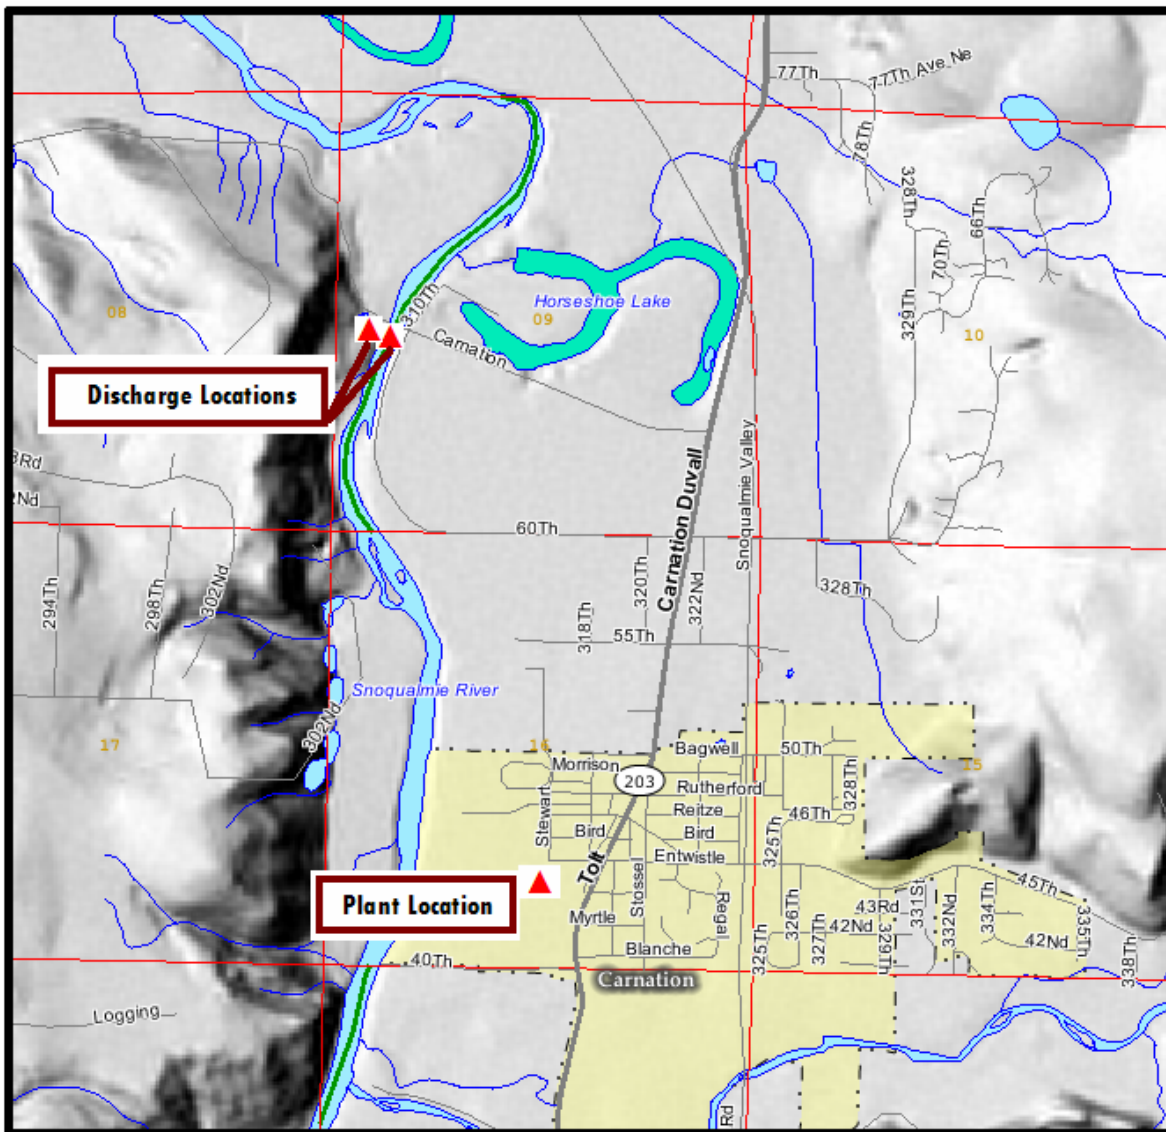 77Th
77Th Ave Ne
78Th
328Th
66Th
70Th
329Th
Horseshoe Lake
08
09
10
310Th
Carnation
Discharge Locations
3Rd
2Nd
Carnation Duvall
Snoqualmie Valley
60Th
294Th
298Th
302Nd
320Th
322Nd
318Th
55Th
328Th
Snoqualmie River
302Nd
17
16
15
Bagwell
50Th
Morrison
203
Rutherford
328Th
Stewart
Reitze
46Th
Bird
Bird
325Th
Entwistle
Tolt
Plant Location
Stossel
Regal
Myrtle
45Th
43Rd
331St
326Th
327Th
42Nd
329Th
332Nd
334Th
42Nd
335Th
338Th
Blanche
325Th
40Th
Carnation
Logging
Rd